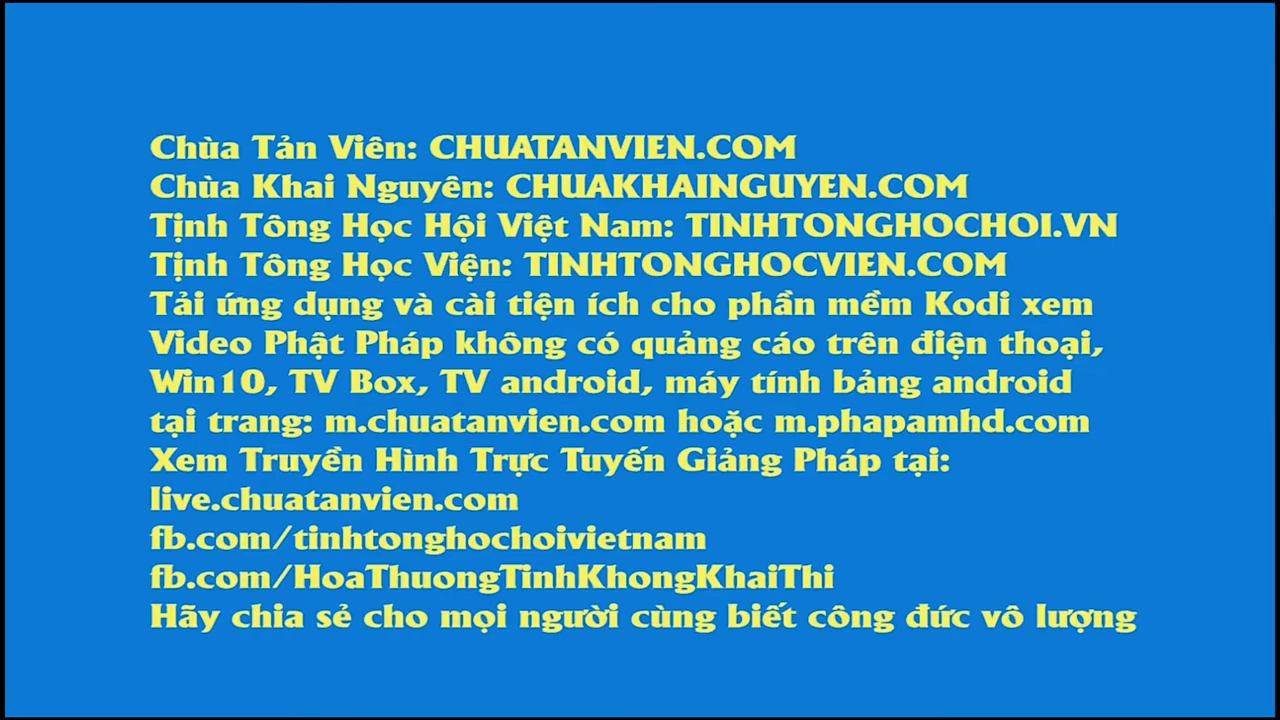 Chùa Tản Viên: CHUATANVIEN.COM
Chùa Khai Nguyên: CHUAKHAINGUYEN.COM
Tịnh Tông Học Hội Việt Nam: TINHTONGHOCHOI.VN
Tịnh Tông Học Viện: TINHTONGHOCVIEN.COM
Tải ứng dụng và cài tiện ích cho phần mềm Kodi xem
Video Phật Pháp không có quảng cáo trên điện thoại,
Win10, TV Box, TV android, máy tính bảng android
tại trang: m.chuatanvien.com hoặc m.phapamhd.com
Xem Truyền Hình Trực Tuyến Giảng Pháp tại:
live.chuatanvien.com
fb.com/tinhtonghochoivietnam
fb.com/HoaThuongTinhKhongKhaiThi
Hãy chia sẻ cho mọi người cùng biết công đức vô lượng